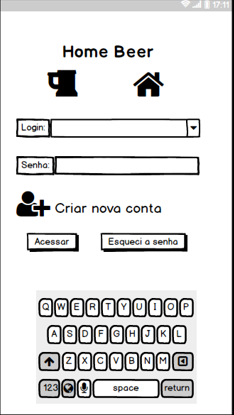 17:11
Home Beer
Login:
Senha:
Criar nova conta
Acessar Esqueci a senha
Q W E R T Y U I O P
A S D F G H J K L
Z X C V B N M
123 space return